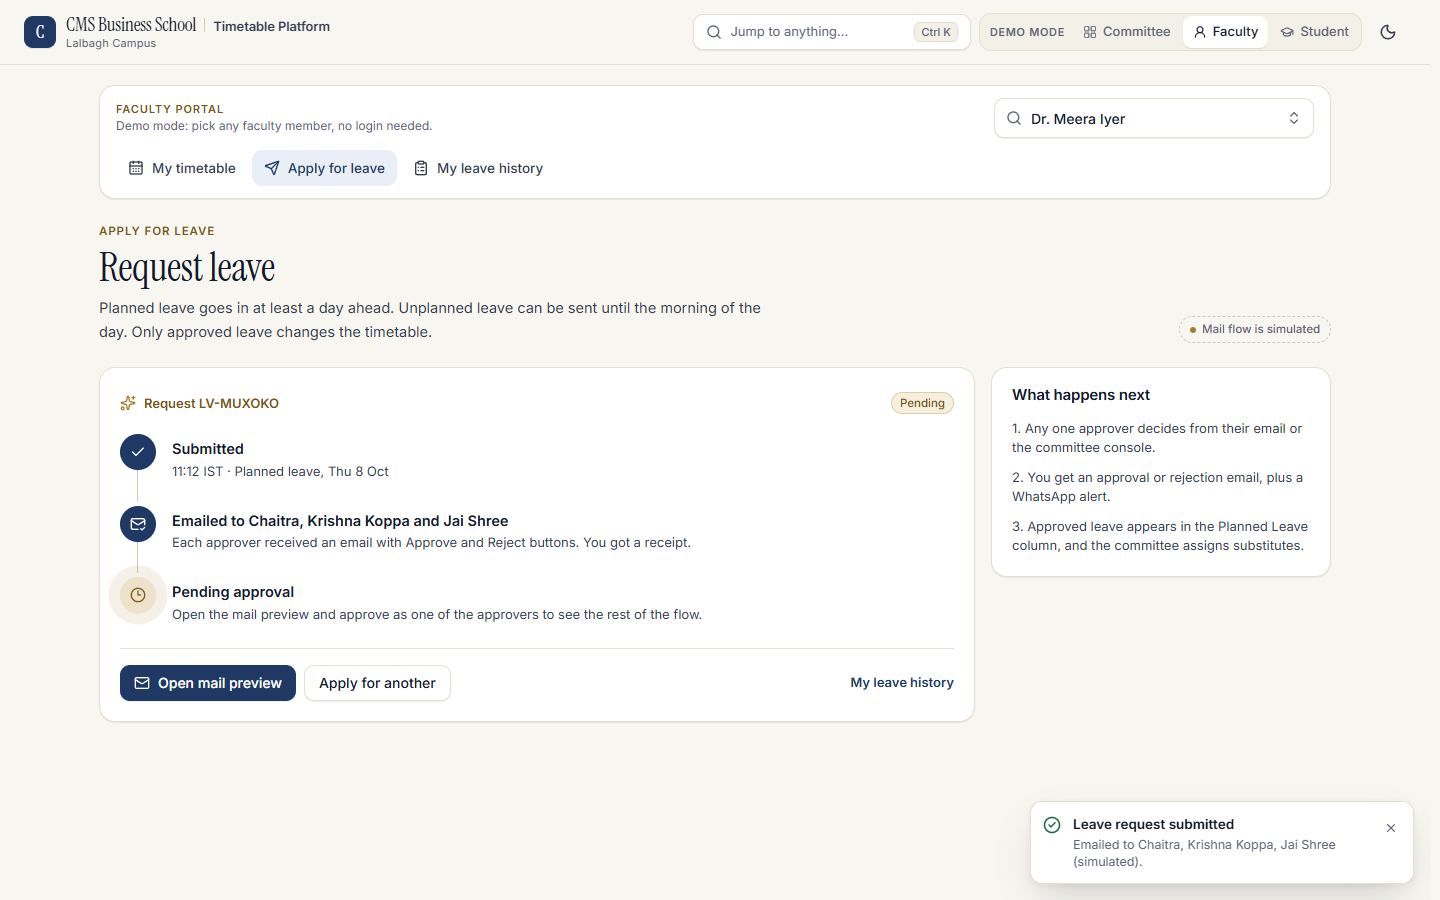 C
CMS Business School
Timetable Platform
Lalbagh Campus
Jump to anything...
Ctrl K
DEMO MODE
Committee
Faculty
Student
FACULTY PORTAL
Demo mode: pick any faculty member, no login needed.
Dr. Meera Iyer
My timetable
Apply for leave
My leave history
APPLY FOR LEAVE
Request leave
Planned leave goes in at least a day ahead. Unplanned leave can be sent until the morning of the
day. Only approved leave changes the timetable.
Mail flow is simulated
Request LV-MUXOKO
Pending
Submitted
11:12 IST · Planned leave, Thu 8 Oct
Emailed to Chaitra, Krishna Koppa and Jai Shree
Each approver received an email with Approve and Reject buttons. You got a receipt.
Pending approval
Open the mail preview and approve as one of the approvers to see the rest of the flow.
Open mail preview
Apply for another
My leave history
What happens next
1. Any one approver decides from their email or
the committee console.
2. You get an approval or rejection email, plus a
WhatsApp alert.
3. Approved leave appears in the Planned Leave
column, and the committee assigns substitutes.
Leave request submitted
Emailed to Chaitra, Krishna Koppa, Jai Shree
(simulated).